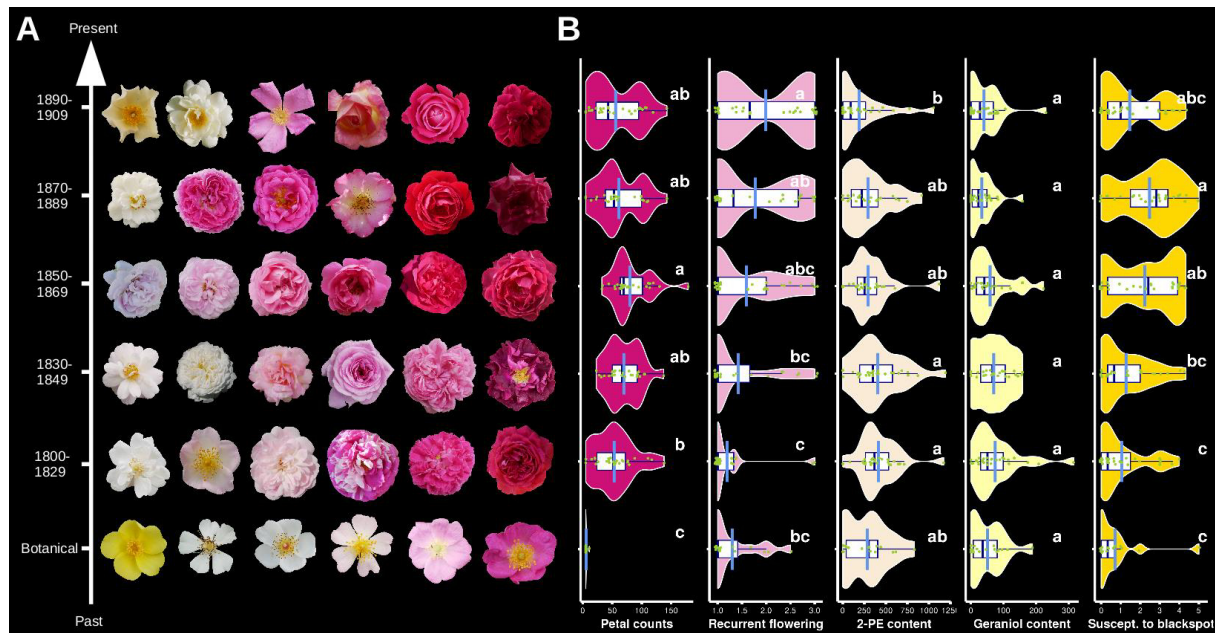 A
Present
1890-
1909
1870-
1889
1850-
1869
1830-
1849
1800-
1829
Botanical
Past
B
ab
a
b
a
abc
ab
ab
ab
a
a
a
abc
ab
a
ab
ab
bc
a
a
bc
b
c
a
a
c
c
bc
ab
a
c
0 50 100 150
1.0 1.5 2.0 2.5 3.0
0 250 500 750 1000 125
0 100 200 300
0 1 2 3 4 5
Petal counts
Recurrent flowering
2-PE content
Geraniol content
Suscept. to blackspot